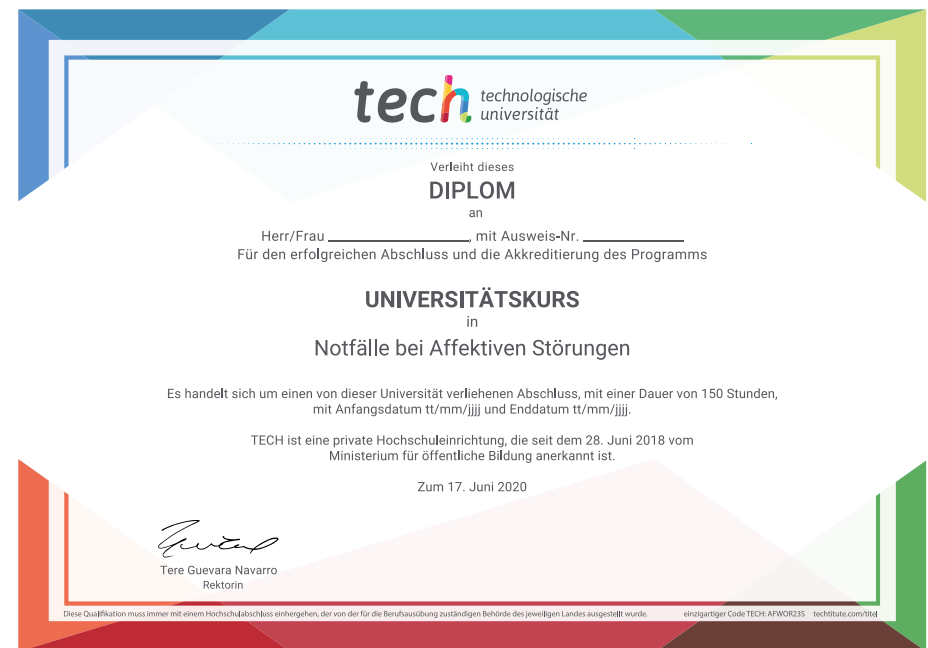 tech technologische
universität
Verleiht dieses
DIPLOM
an
Herr/Frau ____________, mit Ausweis-Nr. ____________
Für den erfolgreichen Abschluss und die Akkreditierung des Programms
UNIVERSITÄTSKURS
in
Notfälle bei Affektiven Störungen
Es handelt sich um einen von dieser Universität verliehenen Abschluss, mit einer Dauer von 150 Stunden,
mit Anfangsdatum tt/mm/jjjj und Enddatum tt/mm/jjjj.
TECH ist eine private Hochschuleinrichtung, die seit dem 28. Juni 2018 vom
Ministerium für öffentliche Bildung anerkannt ist.
Zum 17. Juni 2020
Tere Guevara Navarro
Rektorin
Diese Qualifikation muss immer mit einem Hochschulabschluss einhergehen, der von der für die Berufsausübung zuständigen Behörde des jeweiligen Landes ausgestellt wurde. einzigartiger Code TECH: AFWOR23S techtitute.com/titel